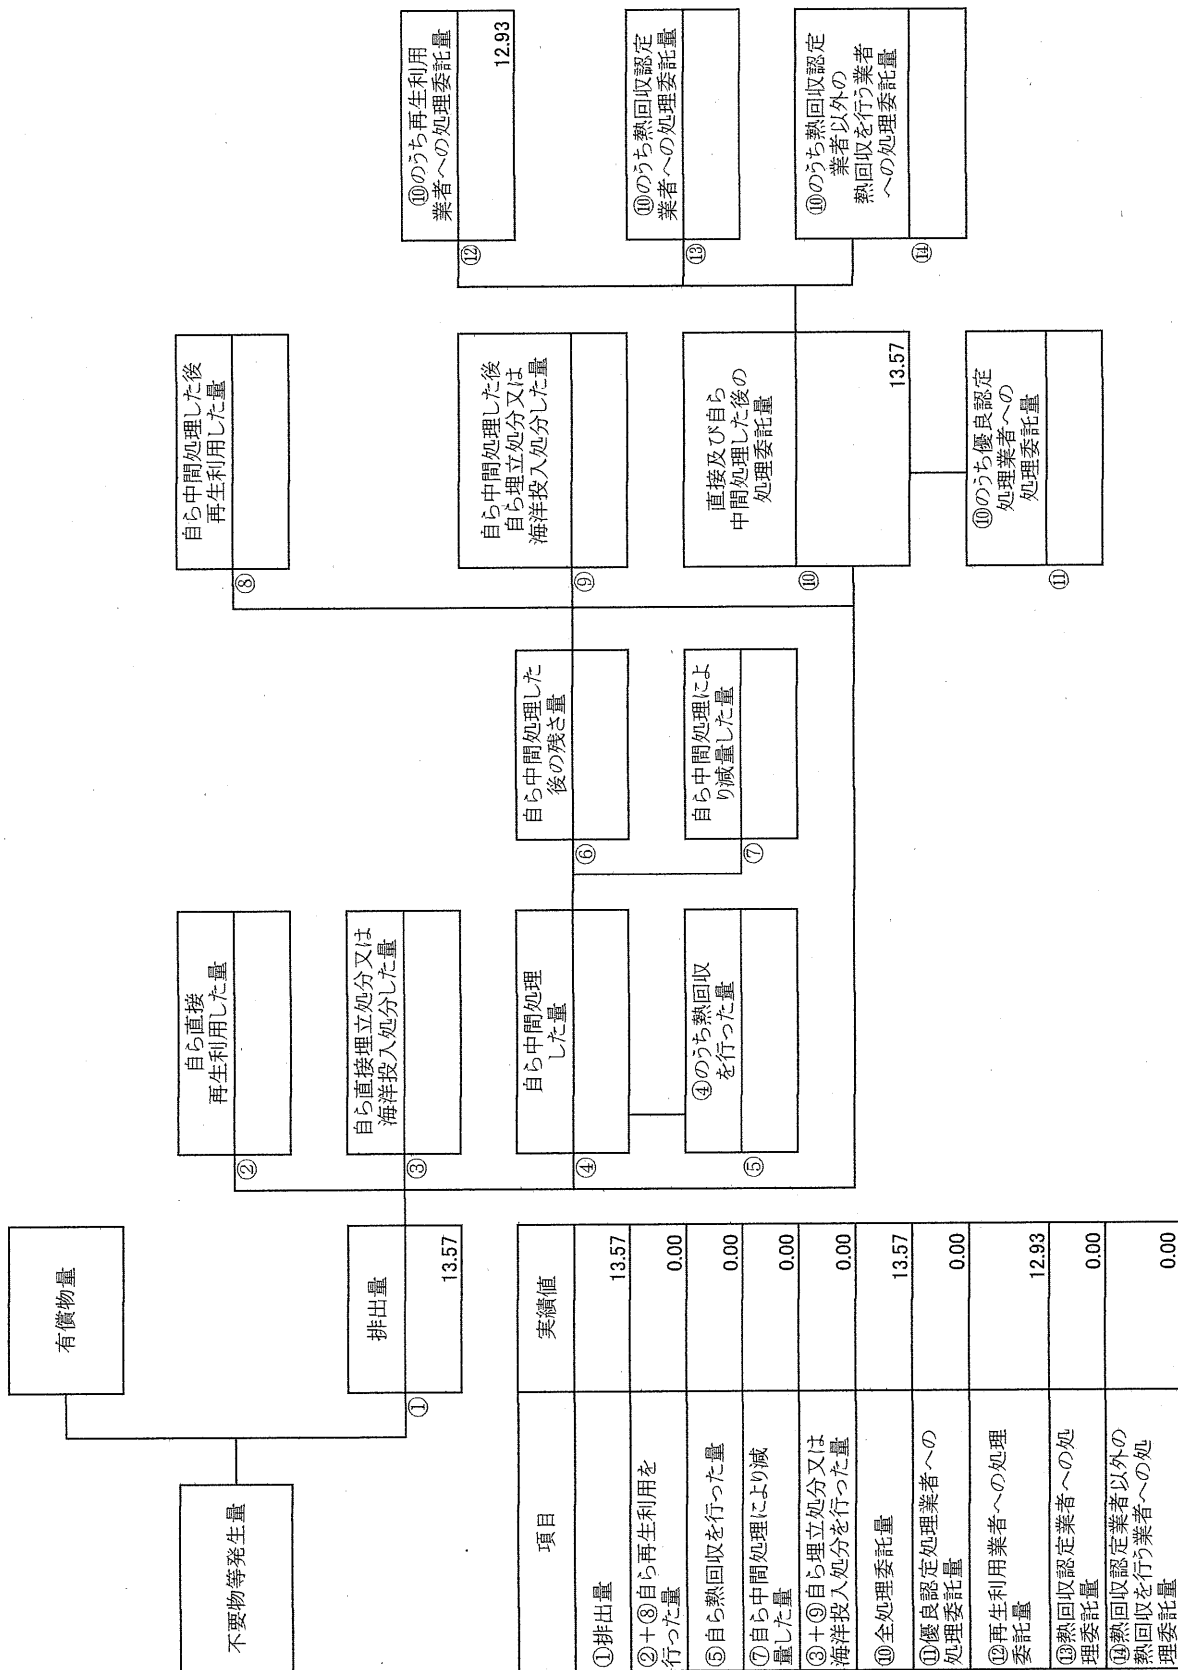 不要物等発生量
有償物量
①
排出量
13.57
②
自ら直接
再生利用した量
③
自ら直接埋立処分又は
海洋投入処分した量
④
自ら中間処理
した量
⑤
④のうち熱回収
を行った量
⑥
自ら中間処理した
後の残さ量
⑦
自ら中間処理によ
り減量した量
⑧
自ら中間処理した後
再生利用した量
⑨
自ら中間処理した後
自ら埋立処分又は
海洋投入処分した量
⑩
直接及び自ら
中間処理した後の
処理委託量
13.57
⑪
⑩のうち優良認定
処理業者への
処理委託量
⑫
⑩のうち再生利用
業者への処理委託量
12.93
⑬
⑩のうち熱回収認定
業者への処理委託量
⑭
⑩のうち熱回収認定
業者以外の
熱回収を行う業者
への処理委託量
項目 実績値
①排出量 13.57
②+⑧自ら再生利用を
行った量 0.00
⑤自ら熱回収を行った量 0.00
⑦自ら中間処理により減
量した量 0.00
③+⑨自ら埋立処分又は
海洋投入処分を行った量 0.00
⑩全処理委託量 13.57
⑪優良認定処理業者への
処理委託量 0.00
⑫再生利用業者への処理
委託量 12.93
⑬熱回収認定業者への処
理委託量 0.00
⑭熱回収認定業者以外の
熱回収を行う業者への処
理委託量 0.00